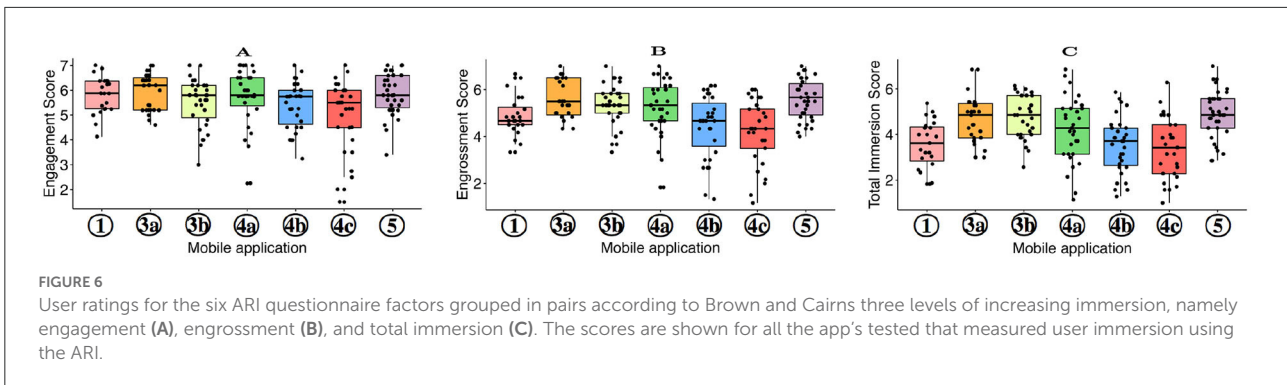 A
Engagement Score
7
6
5
4
3
2
1 3a 3b 4a 4b 4c 5
Mobile application
B
Engrossment Score
6
4
2
1 3a 3b 4a 4b 4c 5
Mobile application
C
Total Immersion Score
6
4
2
1 3a 3b 4a 4b 4c 5
Mobile application
FIGURE 6
User ratings for the six ARI questionnaire factors grouped in pairs according to Brown and Cairns three levels of increasing immersion, namely
engagement (A), engrossment (B), and total immersion (C). The scores are shown for all the app's tested that measured user immersion using
the ARI.